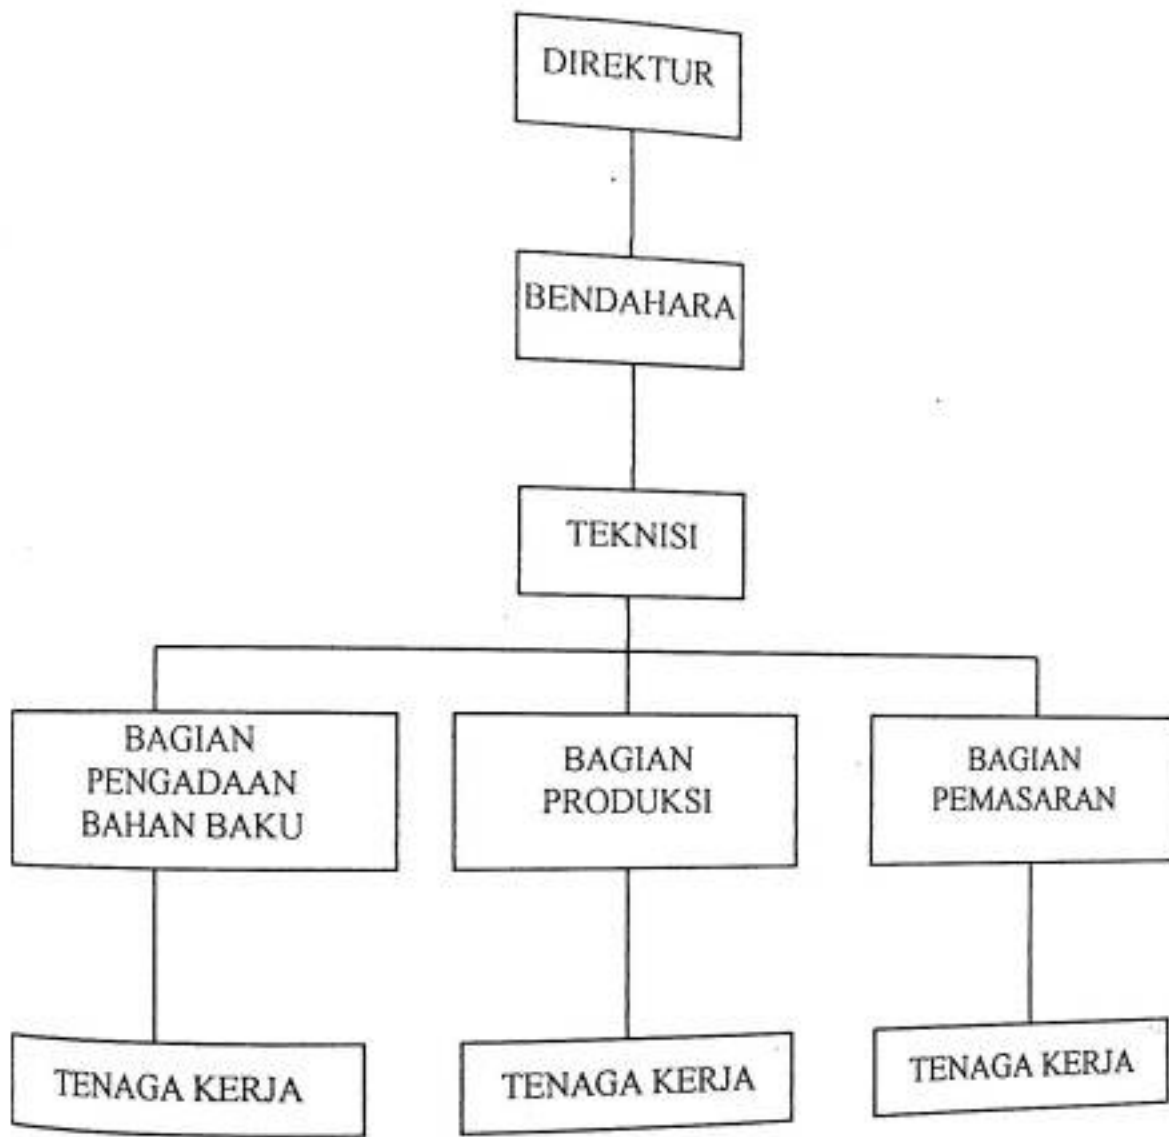 DIREKTUR
BENDAHARA
TEKNISI
BAGIAN
PENGADAAN
BAHAN BAKU
BAGIAN
PRODUKSI
BAGIAN
PEMASARAN
TENAGA KERJA
TENAGA KERJA
TENAGA KERJA